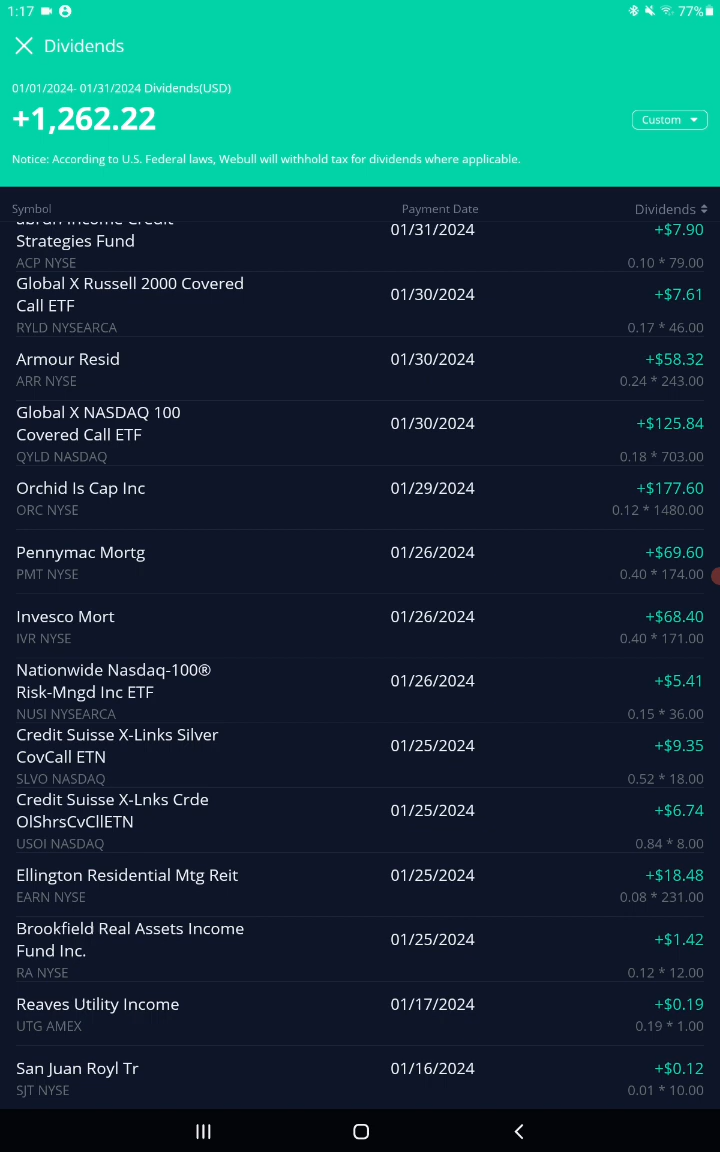 1:17
77%
Dividends
01/01/2024- 01/31/2024 Dividends(USD)
+1,262.22
Custom
Notice: According to U.S. Federal laws, Webull will withhold tax for dividends where applicable.
Symbol Payment Date Dividends
abrdn Income Credit
Strategies Fund 01/31/2024 +$7.90
ACP NYSE 0.10 * 79.00
Global X Russell 2000 Covered
Call ETF 01/30/2024 +$7.61
RYLD NYSEARCA 0.17 * 46.00
Armour Resid 01/30/2024 +$58.32
ARR NYSE 0.24 * 243.00
Global X NASDAQ 100
Covered Call ETF 01/30/2024 +$125.84
QYLD NASDAQ 0.18 * 703.00
Orchid Is Cap Inc 01/29/2024 +$177.60
ORC NYSE 0.12 * 1480.00
Pennymac Mortg 01/26/2024 +$69.60
PMT NYSE 0.40 * 174.00
Invesco Mort 01/26/2024 +$68.40
IVR NYSE 0.40 * 171.00
Nationwide Nasdaq-100®
Risk-Mngd Inc ETF 01/26/2024 +$5.41
NUSI NYSEARCA 0.15 * 36.00
Credit Suisse X-Links Silver
CovCall ETN 01/25/2024 +$9.35
SLVO NASDAQ 0.52 * 18.00
Credit Suisse X-Lnks Crde
OlShrsCvCllETN 01/25/2024 +$6.74
USOI NASDAQ 0.84 * 8.00
Ellington Residential Mtg Reit 01/25/2024 +$18.48
EARN NYSE 0.08 * 231.00
Brookfield Real Assets Income
Fund Inc. 01/25/2024 +$1.42
RA NYSE 0.12 * 12.00
Reaves Utility Income 01/17/2024 +$0.19
UTG AMEX 0.19 * 1.00
San Juan Royl Tr 01/16/2024 +$0.12
SJT NYSE 0.01 * 10.00